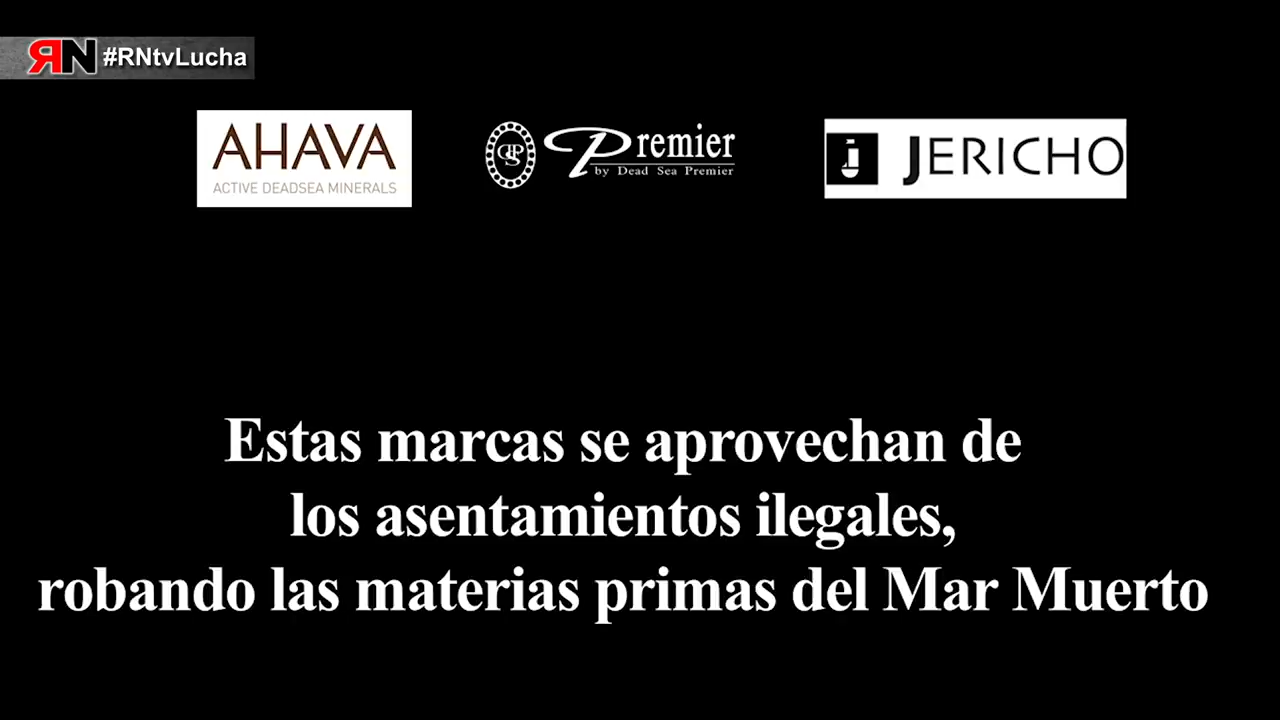 RN #RNtvLucha
AHAVA
ACTIVE DEADSEA MINERALS
Premier
by Dead Sea Premier
JERICHO
Estas marcas se aprovechan de
los asentamientos ilegales,
robando las materias primas del Mar Muerto